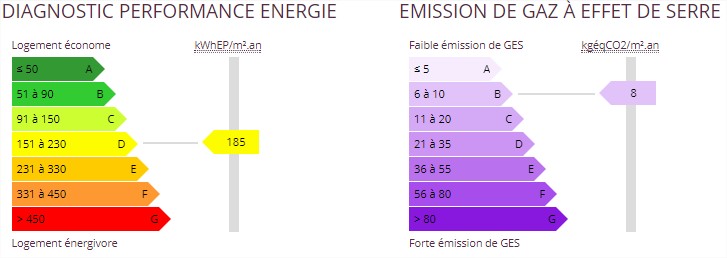 DIAGNOSTIC PERFORMANCE ENERGIE
Logement économe kWhEP/m².an
≤ 50 A
51 à 90 B
91 à 150 C
151 à 230 D 185
231 à 330 E
331 à 450 F
> 450 G
Logement énergivore
EMISSION DE GAZ À EFFET DE SERRE
Faible émission de GES kgéqCO2/m².an
≤ 5 A
6 à 10 B 8
11 à 20 C
21 à 35 D
36 à 55 E
56 à 80 F
> 80 G
Forte émission de GES